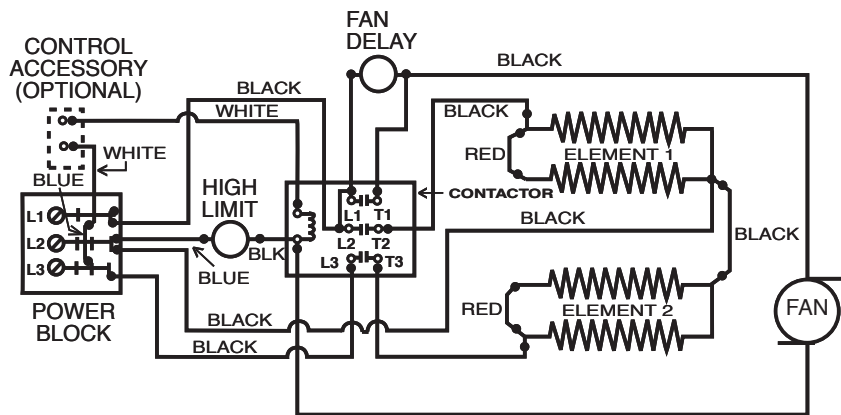 FAN
DELAY
CONTROL
ACCESSORY
(OPTIONAL)
BLACK
BLACK
WHITE
BLACK
RED
ELEMENT 1
WHITE
BLUE
HIGH
LIMIT
CONTACTOR
L1
T1
L1
BLACK
L2
T2
L2
BLK
BLACK
L3
T3
L3
BLUE
RED
ELEMENT 2
FAN
POWER
BLOCK
BLACK
BLACK